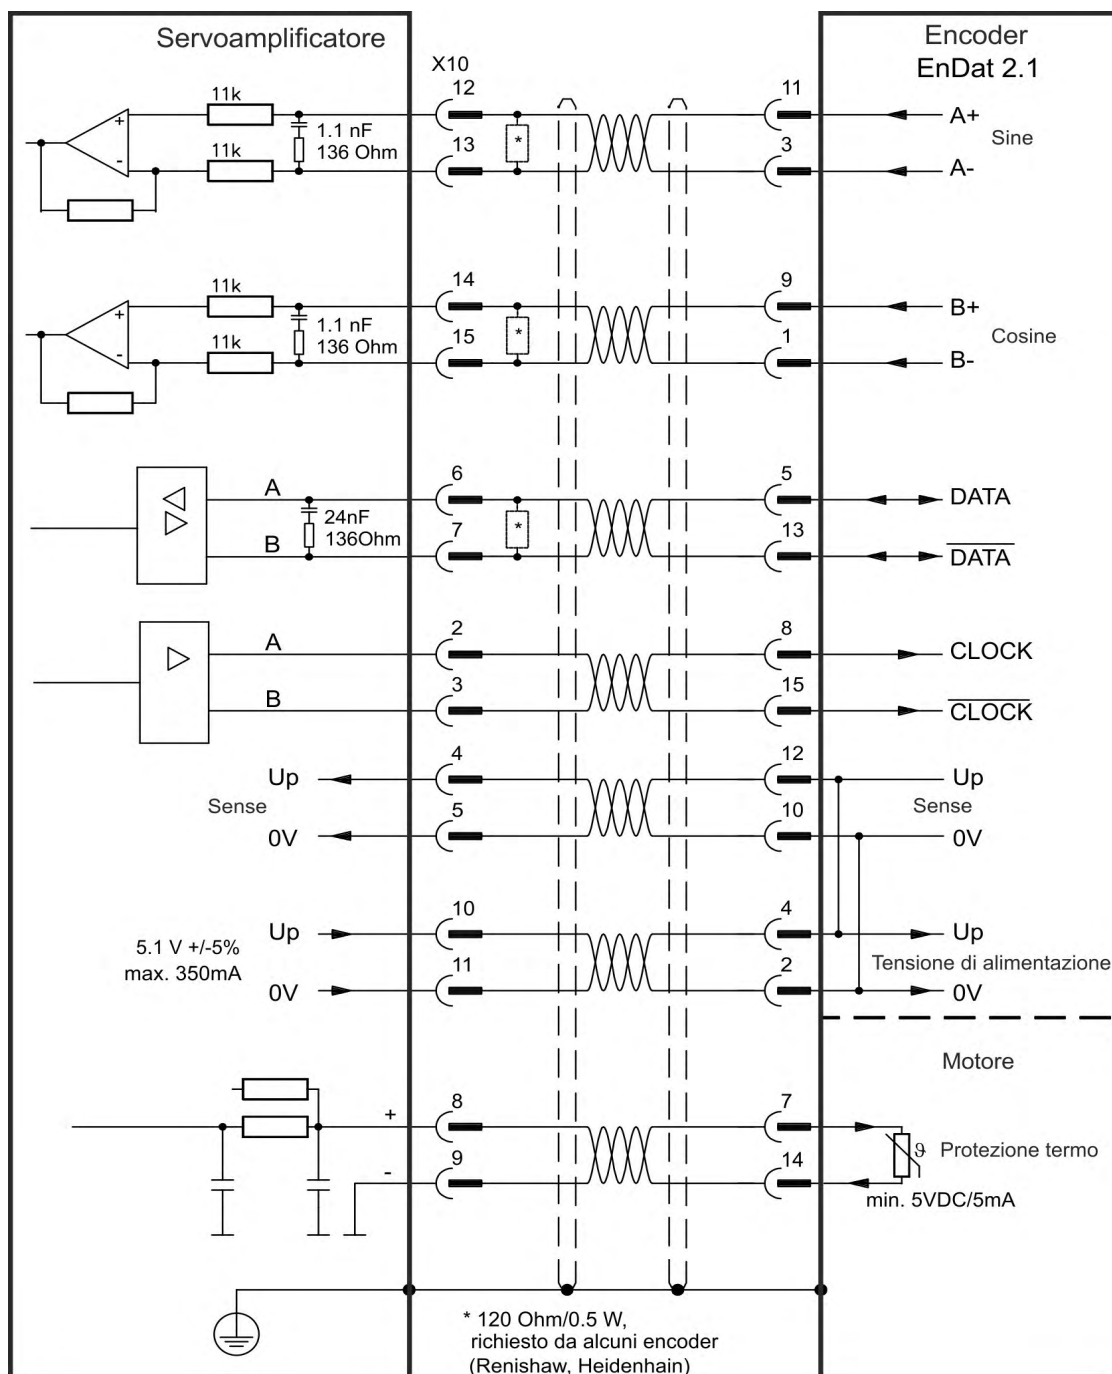 Servoamplificatore
Encoder
EnDat 2.1
X10
11k
12
11
A+
1.1 nF
136 Ohm
*
Sine
+
-
11k
13
3
A-
11k
14
9
B+
1.1 nF
136 Ohm
*
Cosine
+
-
11k
15
1
B-
A
6
5
DATA
24nF
136Ohm
*
B
7
13
DATA
A
2
8
CLOCK
B
3
15
CLOCK
Up
4
12
Up
Sense
Sense
0V
5
10
0V
Up
10
4
Up
5.1 V +/-5%
max. 350mA
Tensione di alimentazione
0V
11
2
0V
Motore
+
8
7
ϑ Protezione termo
-
9
14
min. 5VDC/5mA
* 120 Ohm/0.5 W,
richiesto da alcuni encoder
(Renishaw, Heidenhain)